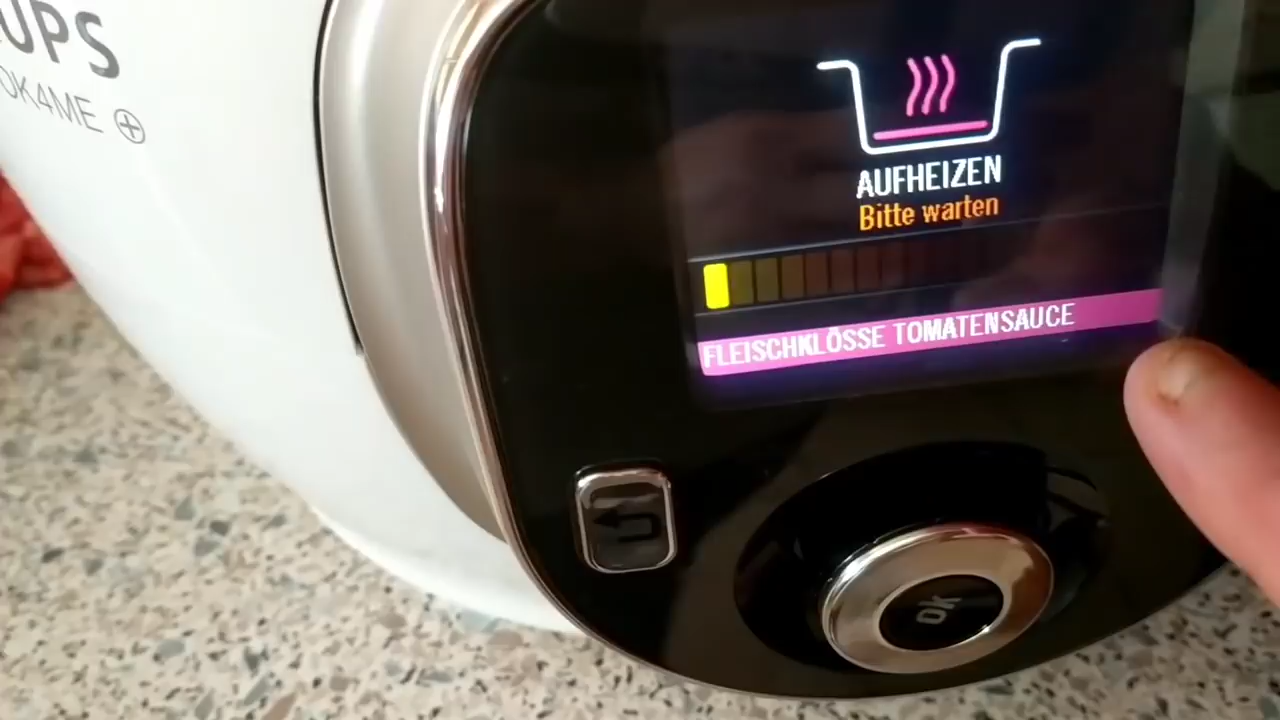 UPS
OK4ME
AUFHEIZEN
Bitte warten
FLEISCHKLÖSSE TOMATENSAUCE
OK